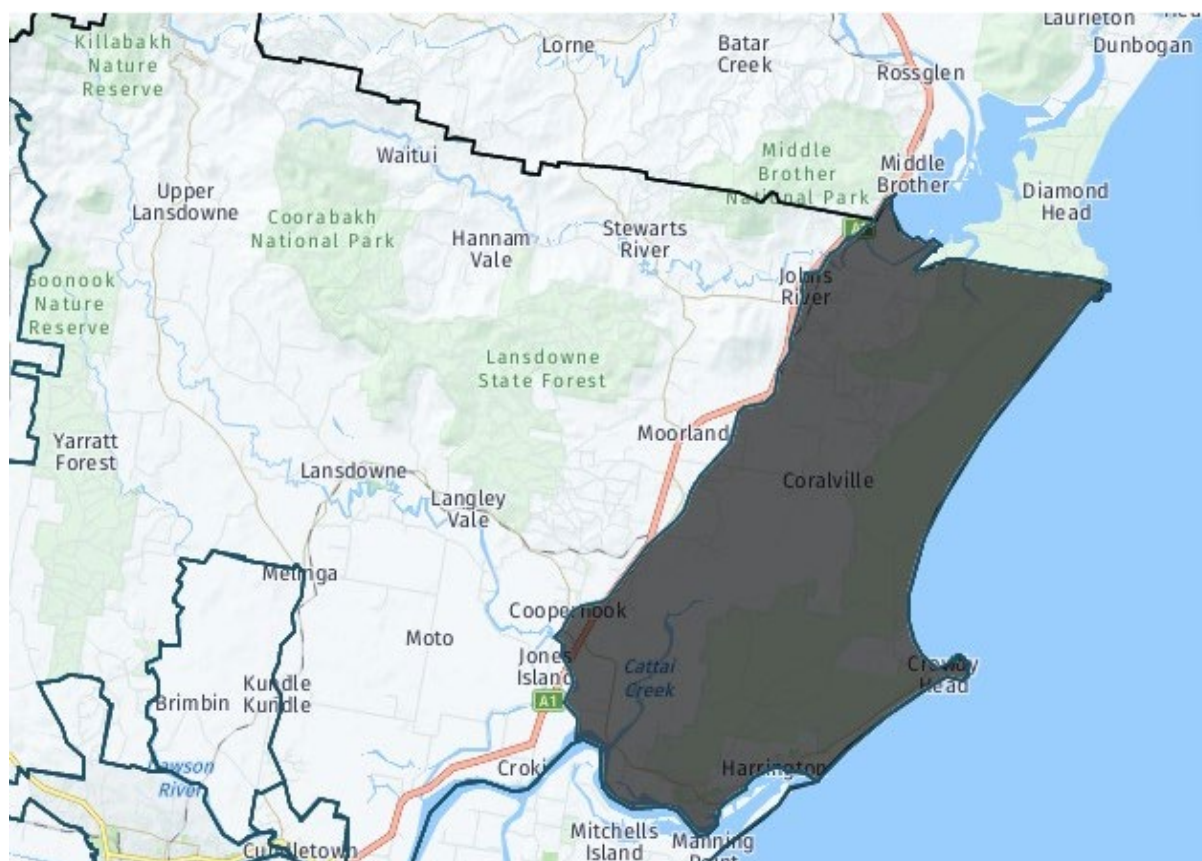 Laurieton
Dunbogan
Killabakh
Nature
Reserve
Lorne
Batar
Creek
Rossglen
Waitui
Middle
Brother
National Park
Middle
Brother
Upper
Lansdowne
Diamond
Head
Coorabakh
National Park
Hannam
Vale
Stewarts
River
Johns
River
Nature
Reserve
Lansdowne
State Forest
Yarratt
Forest
Moorland
Lansdowne
Langley
Vale
Coralville
Melinga
Coopernook
Moto
Jones
Island
Cattai
Creek
Crowdy
Head
A1
Brimbin
Kundle
Kundle
River
Croki
Harrington
Mitchells
Island
Manning
Cundletown